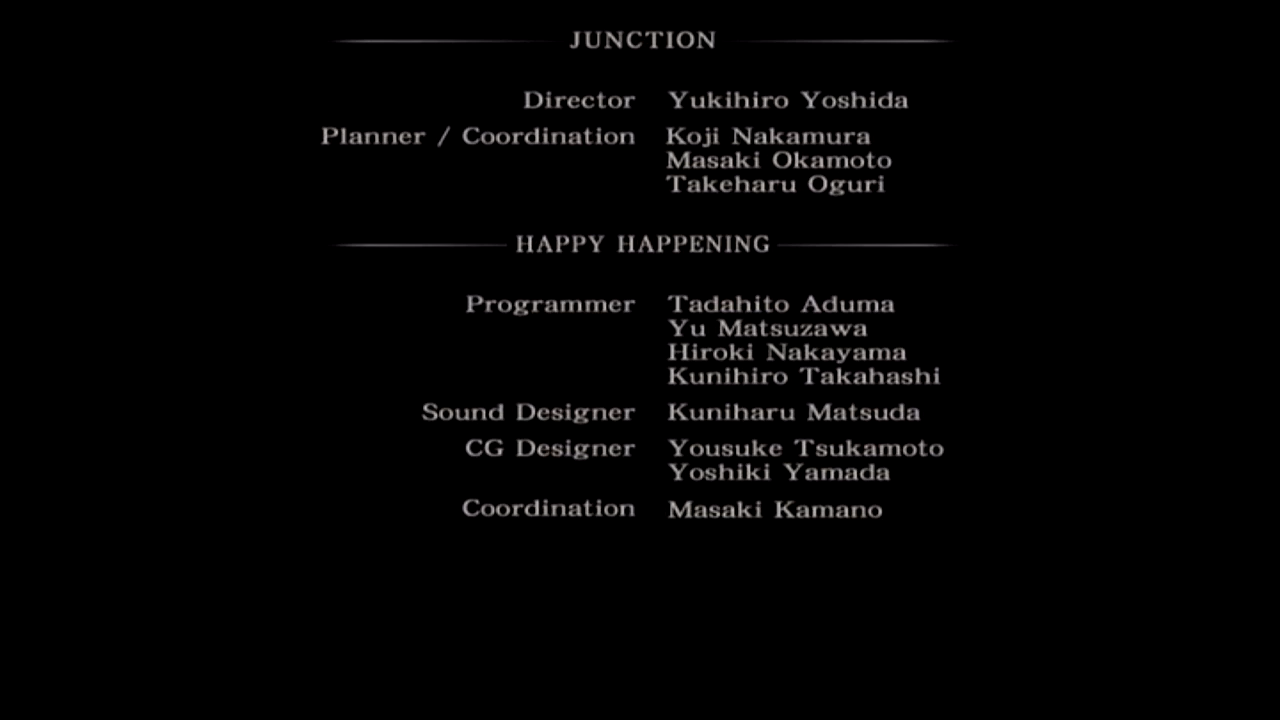 JUNCTION
Director Yukihiro Yoshida
Planner / Coordination Koji Nakamura
Masaki Okamoto
Takeharu Oguri
HAPPY HAPPENING
Programmer Tadahito Aduma
Yu Matsuzawa
Hiroki Nakayama
Kunihiro Takahashi
Sound Designer Kuniharu Matsuda
CG Designer Yousuke Tsukamoto
Yoshiki Yamada
Coordination Masaki Kamano